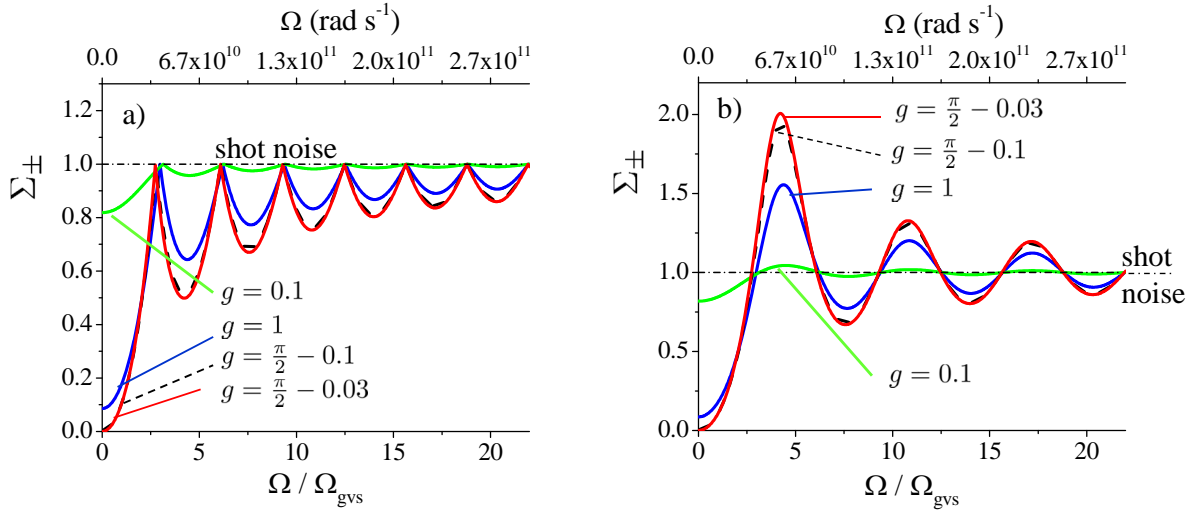 Ω (rad s⁻¹)
0.0 6.7x10¹⁰ 1.3x10¹¹ 2.0x10¹¹ 2.7x10¹¹
a)
shot noise
Σ±
1.2
1.0
0.8
0.6
0.4
0.2
0.0
g = 0.1
g = 1
g = π/2 − 0.1
g = π/2 − 0.03
0 5 10 15 20
Ω / Ω_gvs
Ω (rad s⁻¹)
0.0 6.7x10¹⁰ 1.3x10¹¹ 2.0x10¹¹ 2.7x10¹¹
b)
g = π/2 − 0.03
g = π/2 − 0.1
g = 1
Σ±
2.0
1.5
1.0
0.5
0.0
shot
noise
g = 0.1
0 5 10 15 20
Ω / Ω_gvs